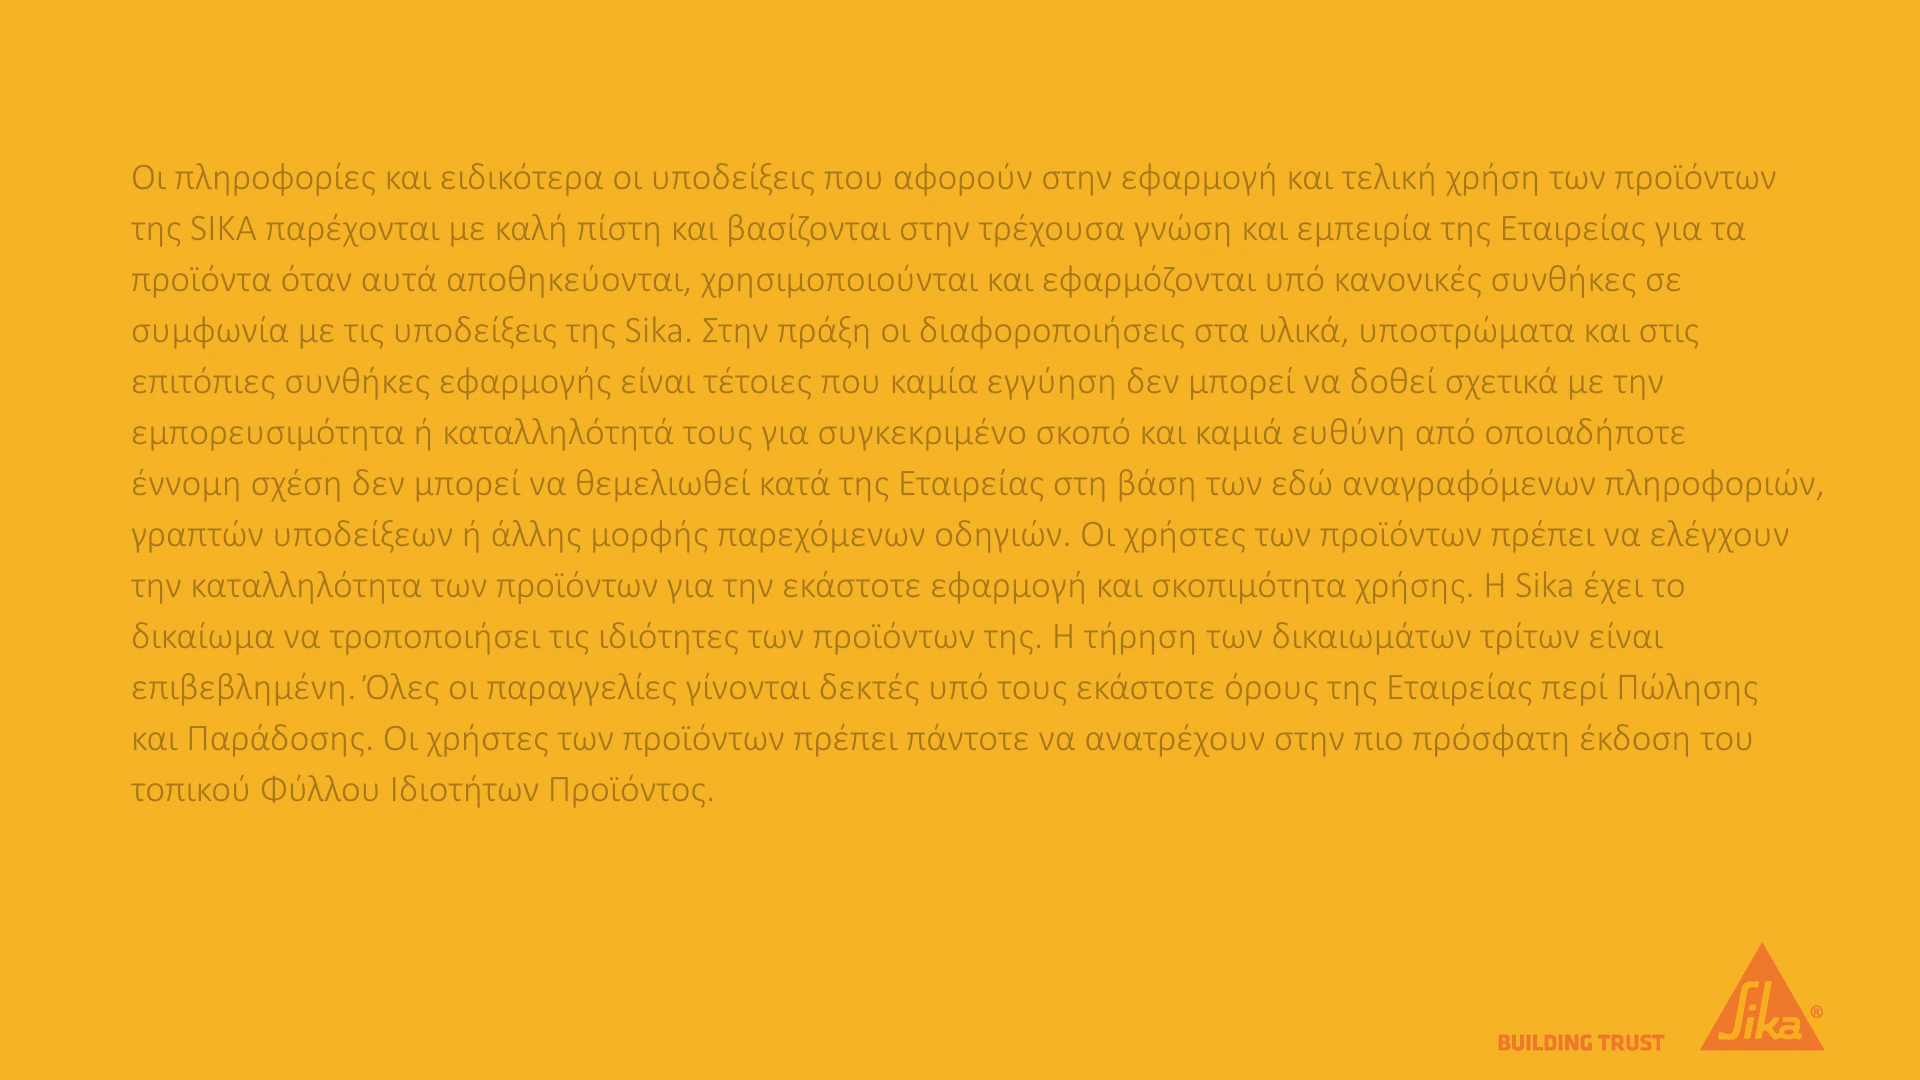 Οι πληροφορίες και ειδικότερα οι υποδείξεις που αφορούν στην εφαρμογή και τελική χρήση των προϊόντων
της SIKA παρέχονται με καλή πίστη και βασίζονται στην τρέχουσα γνώση και εμπειρία της Εταιρείας για τα
προϊόντα όταν αυτά αποθηκεύονται, χρησιμοποιούνται και εφαρμόζονται υπό κανονικές συνθήκες σε
συμφωνία με τις υποδείξεις της Sika. Στην πράξη οι διαφοροποιήσεις στα υλικά, υποστρώματα και στις
επιτόπιες συνθήκες εφαρμογής είναι τέτοιες που καμία εγγύηση δεν μπορεί να δοθεί σχετικά με την
εμπορευσιμότητα ή καταλληλότητά τους για συγκεκριμένο σκοπό και καμιά ευθύνη από οποιαδήποτε
έννομη σχέση δεν μπορεί να θεμελιωθεί κατά της Εταιρείας στη βάση των εδώ αναγραφόμενων πληροφοριών,
γραπτών υποδείξεων ή άλλης μορφής παρεχόμενων οδηγιών. Οι χρήστες των προϊόντων πρέπει να ελέγχουν
την καταλληλότητα των προϊόντων για την εκάστοτε εφαρμογή και σκοπιμότητα χρήσης. Η Sika έχει το
δικαίωμα να τροποποιήσει τις ιδιότητες των προϊόντων της. Η τήρηση των δικαιωμάτων τρίτων είναι
επιβεβλημένη. Όλες οι παραγγελίες γίνονται δεκτές υπό τους εκάστοτε όρους της Εταιρείας περί Πώλησης
και Παράδοσης. Οι χρήστες των προϊόντων πρέπει πάντοτε να ανατρέχουν στην πιο πρόσφατη έκδοση του
τοπικού Φύλλου Ιδιοτήτων Προϊόντος.
BUILDING TRUST
Sika®